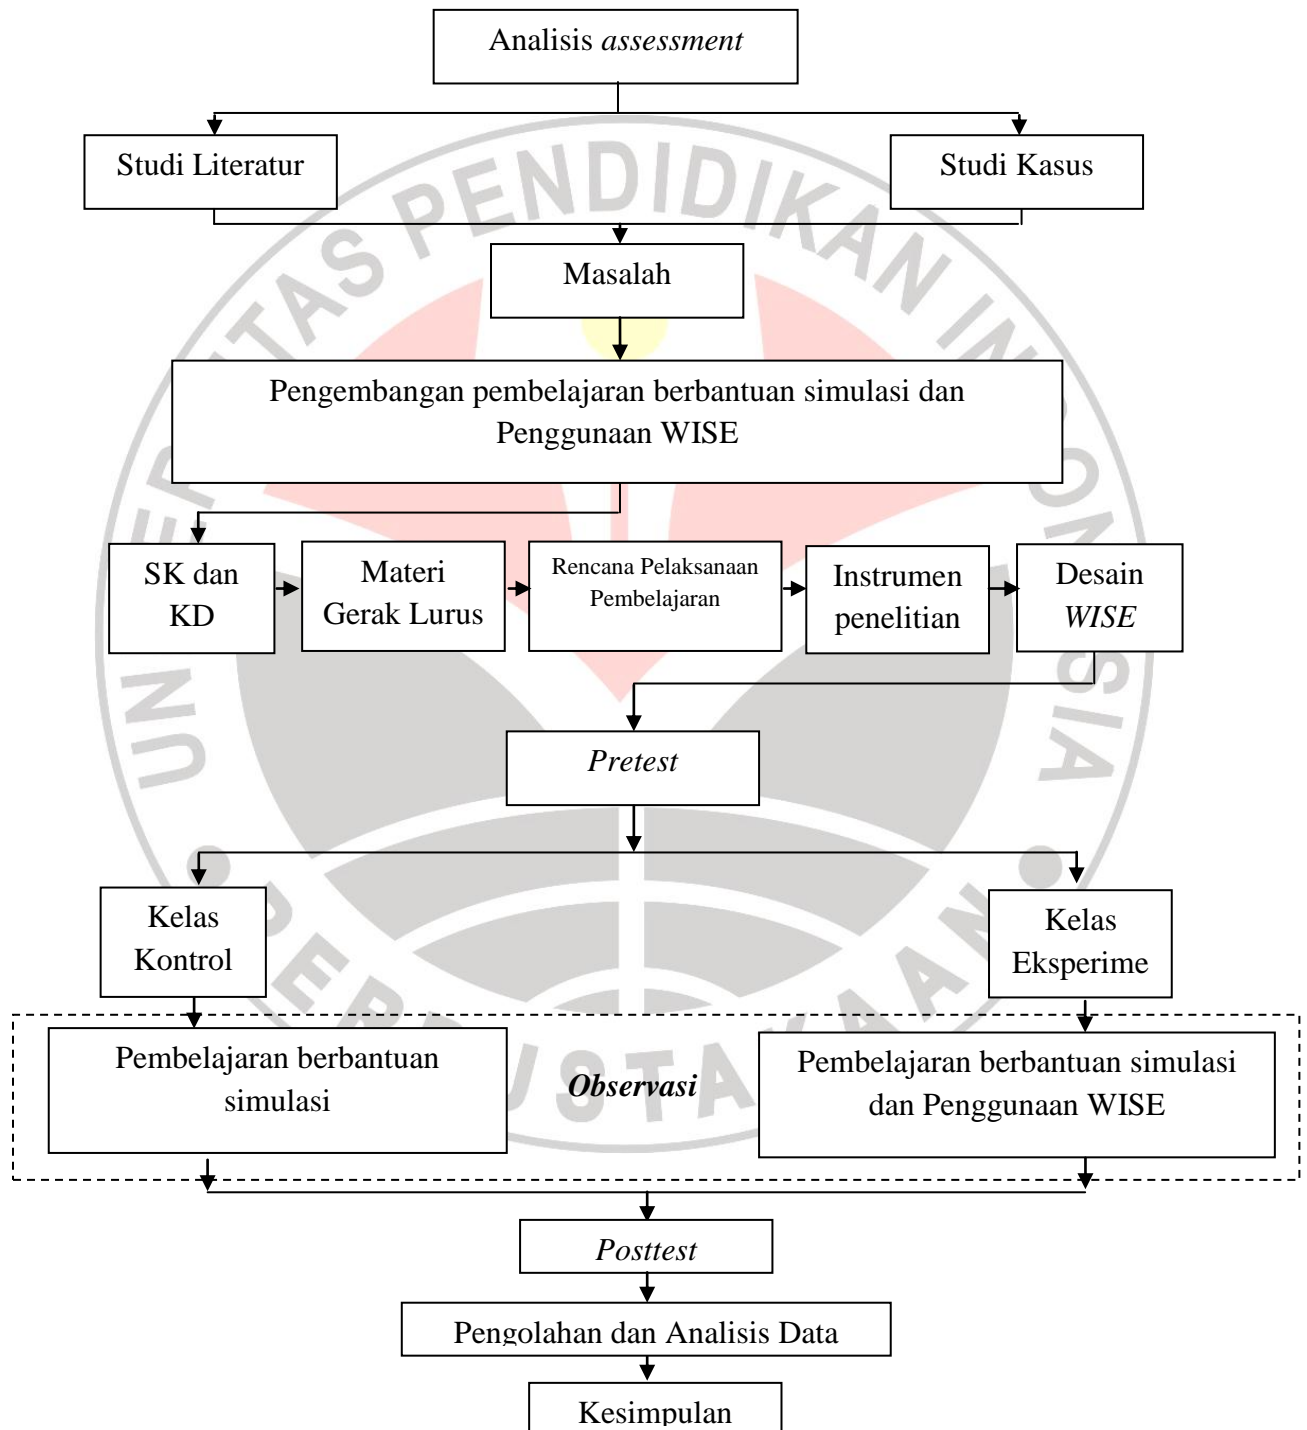 Analisis assessment
Studi Literatur
Studi Kasus
Masalah
Pengembangan pembelajaran berbantuan simulasi dan
Penggunaan WISE
SK dan
KD
Materi
Gerak Lurus
Rencana Pelaksanaan
Pembelajaran
Instrumen
penelitian
Desain
WISE
Pretest
Kelas
Kontrol
Kelas
Eksperime
Pembelajaran berbantuan
simulasi
Observasi
Pembelajaran berbantuan simulasi
dan Penggunaan WISE
Posttest
Pengolahan dan Analisis Data
Kesimpulan